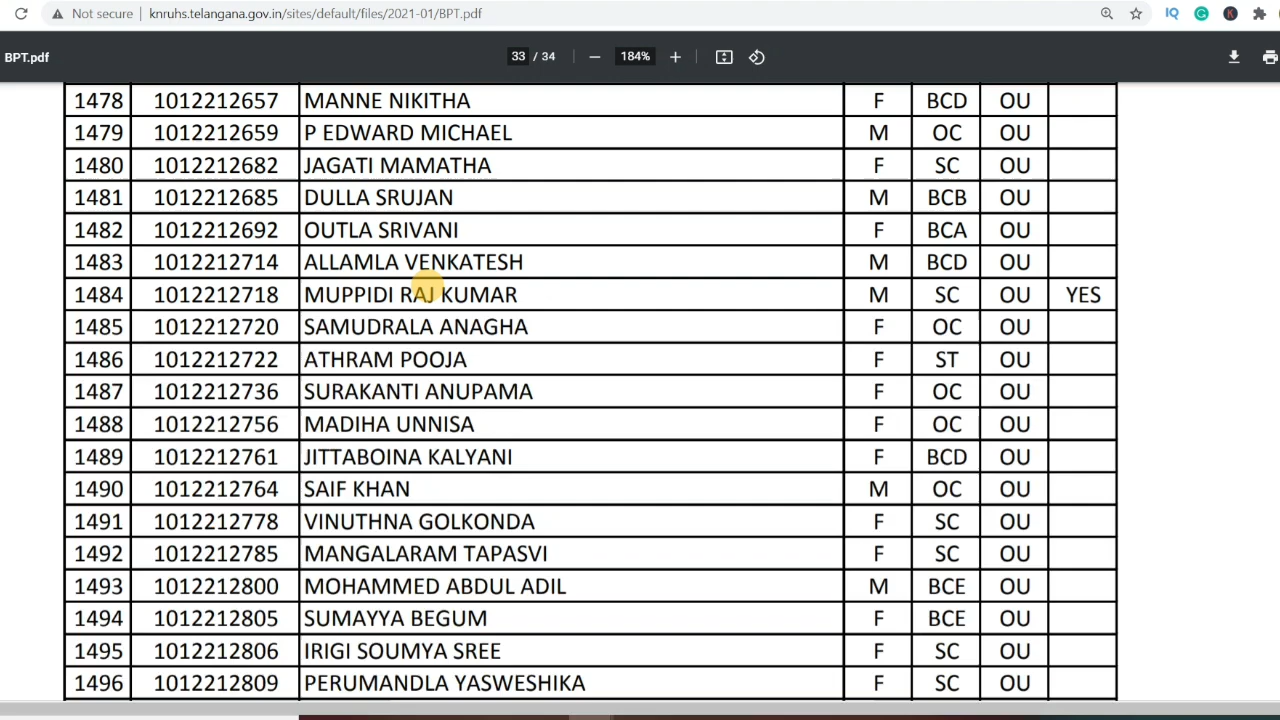 Not secure knruhs.telangana.gov.in/sites/default/files/2021-01/BPT.pdf IQ K
BPT.pdf 33 / 34 184%
1478 1012212657 MANNE NIKITHA F BCD OU
1479 1012212659 P EDWARD MICHAEL M OC OU
1480 1012212682 JAGATI MAMATHA F SC OU
1481 1012212685 DULLA SRUJAN M BCB OU
1482 1012212692 OUTLA SRIVANI F BCA OU
1483 1012212714 ALLAMLA VENKATESH M BCD OU
1484 1012212718 MUPPIDI RAJ KUMAR M SC OU YES
1485 1012212720 SAMUDRALA ANAGHA F OC OU
1486 1012212722 ATHRAM POOJA F ST OU
1487 1012212736 SURAKANTI ANUPAMA F OC OU
1488 1012212756 MADIHA UNNISA F OC OU
1489 1012212761 JITTABOINA KALYANI F BCD OU
1490 1012212764 SAIF KHAN M OC OU
1491 1012212778 VINUTHNA GOLKONDA F SC OU
1492 1012212785 MANGALARAM TAPASVI F SC OU
1493 1012212800 MOHAMMED ABDUL ADIL M BCE OU
1494 1012212805 SUMAYYA BEGUM F BCE OU
1495 1012212806 IRIGI SOUMYA SREE F SC OU
1496 1012212809 PERUMANDLA YASWESHIKA F SC OU